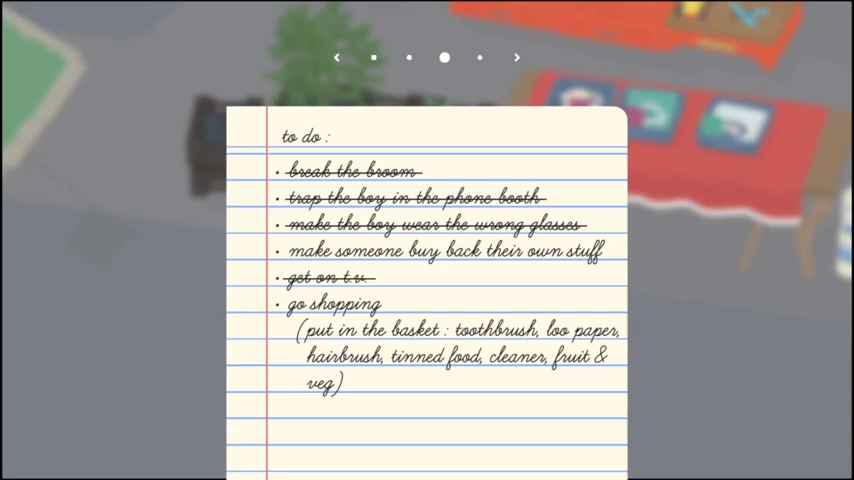 to do :
· break the broom
· trap the boy in the phone booth
· make the boy wear the wrong glasses
· make someone buy back their own stuff
· get on t.v.
· go shopping
(put in the basket : toothbrush, loo paper,
hairbrush, tinned food, cleaner, fruit &
veg)